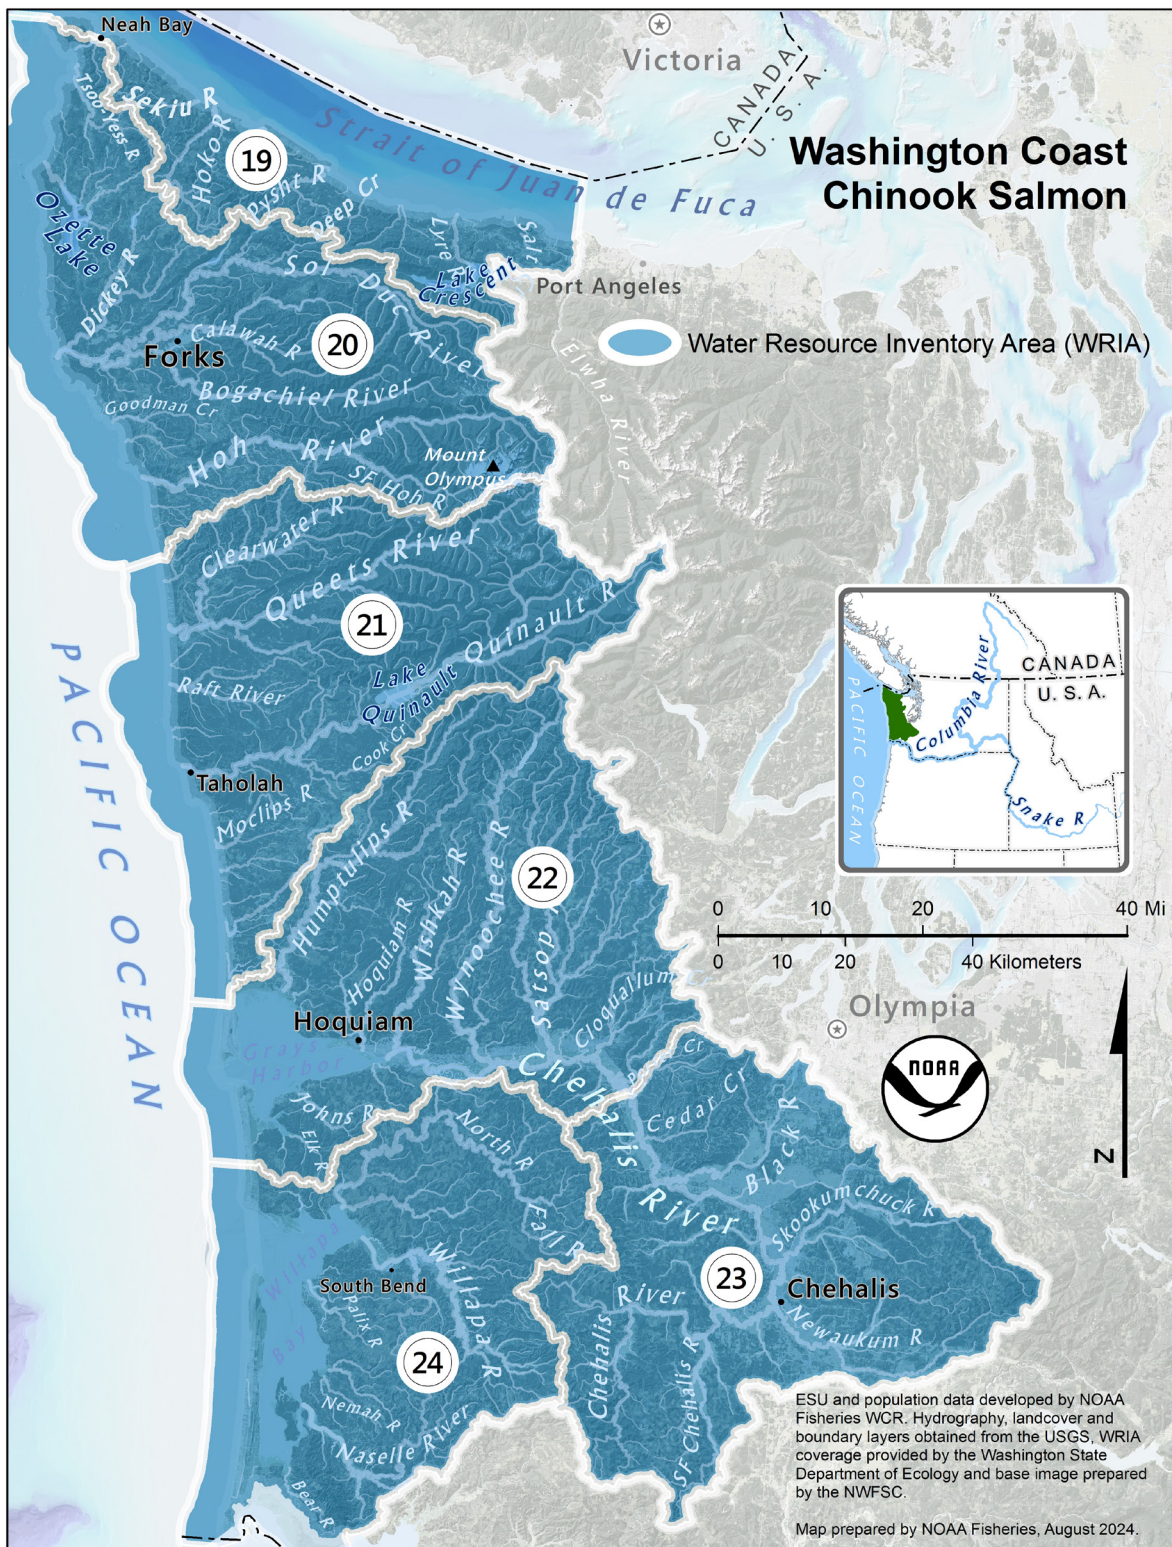 Neah Bay
Victoria
CANADA
U. S. A.
Washington Coast
Chinook Salmon
Tsoo-Yess R
Sekiu R
Hoko R
19
Pysht R
Deep Cr
Strait of Juan de Fuca
Lyre
Salt
Ozette
Lake
Dickey R
Sol Duc River
Lake
Crescent
Port Angeles
Water Resource Inventory Area (WRIA)
Elwha River
Forks
Calawah R
20
Bogachiel River
Goodman Cr
Hoh River
Mount
Olympus
SF Hoh R
Clearwater R
Queets River
21
Quinault R
Lake
Quinault
Raft River
Cook Cr
Taholah
Moclips R
PACIFIC OCEAN
CANADA
U. S. A.
Columbia River
Snake R
PACIFIC OCEAN
Humptulips R
Hoquiam R
Wishkah R
Wynoochee R
22
Satsop
Cloquallum
0 10 20 40 Mi
0 10 20 40 Kilometers
Olympia
NOAA
N
Hoquiam
Grays
Harbor
Chehalis River
Cr
Cedar Cr
Black R
Johns R
Elk R
North R
Fall R
Skookumchuck R
Willapa
Bay
South Bend
Willapa R
Palix R
24
Nemah R
Naselle River
Bear R
23
Chehalis
Newaukum R
Chehalis River
SF Chehalis R
ESU and population data developed by NOAA
Fisheries WCR. Hydrography, landcover and
boundary layers obtained from the USGS, WRIA
coverage provided by the Washington State
Department of Ecology and base image prepared
by the NWFSC.
Map prepared by NOAA Fisheries, August 2024.